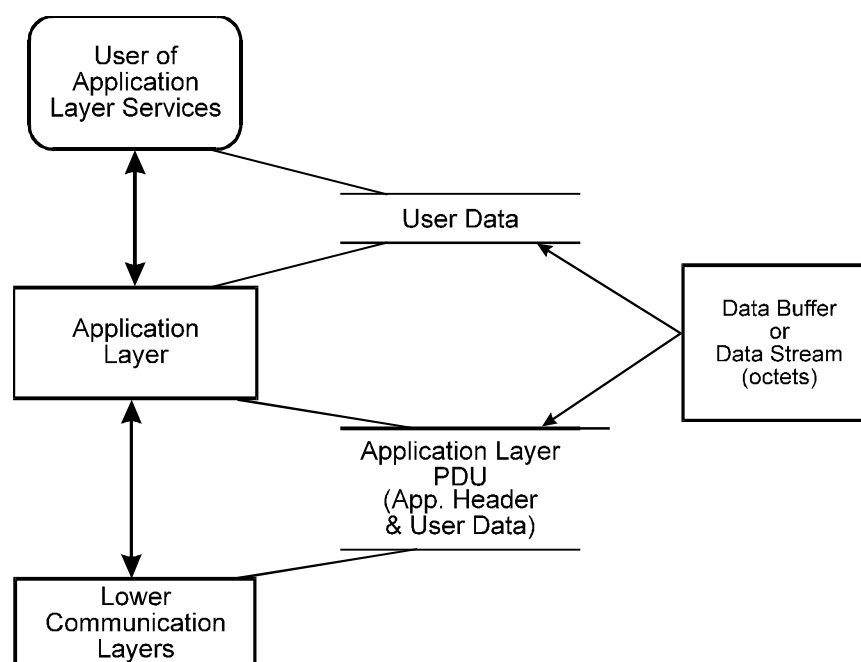 User of
Application
Layer Services
User Data
Application
Layer
Data Buffer
or
Data Stream
(octets)
Application Layer
PDU
(App. Header
& User Data)
Lower
Communication
Layers